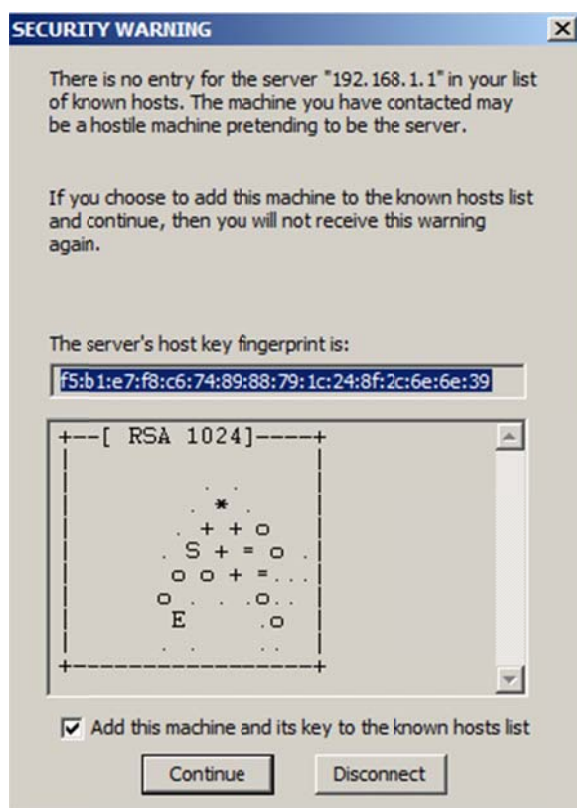 SECURITY WARNING
There is no entry for the server "192.168.1.1" in your list
of known hosts. The machine you have contacted may
be a hostile machine pretending to be the server.
If you choose to add this machine to the known hosts list
and continue, then you will not receive this warning
again.
The server's host key fingerprint is:
f5:b1:e7:f8:c6:74:89:88:79:1c:24:8f:2c:6e:6e:39
+--[ RSA 1024]----+
|                 |
|         . .     |
|        . * .    |
|       . + + o   |
|      . S + = o .|
|       o o + =...|
|      o . . .o.. |
|       E     .o  |
|      . .    ..  |
+-----------------+
Add this machine and its key to the known hosts list
Continue Disconnect